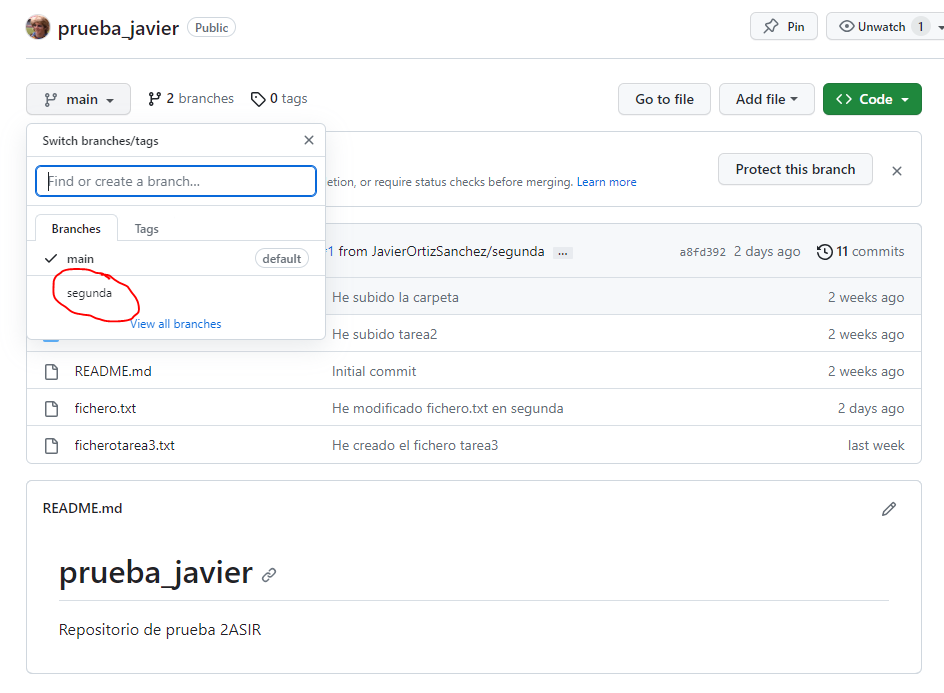 prueba_javier Public Pin Unwatch 1
main 2 branches 0 tags Go to file Add file Code
Switch branches/tags
Find or create a branch...
etion, or require status checks before merging. Learn more Protect this branch
Branches Tags
main default
#1 from JavierOrtizSanchez/segunda ... a8fd392 2 days ago 11 commits
segunda
He subido la carpeta 2 weeks ago
View all branches
He subido tarea2 2 weeks ago
README.md Initial commit 2 weeks ago
fichero.txt He modificado fichero.txt en segunda 2 days ago
ficherotarea3.txt He creado el fichero tarea3 last week
README.md
prueba_javier
Repositorio de prueba 2ASIR